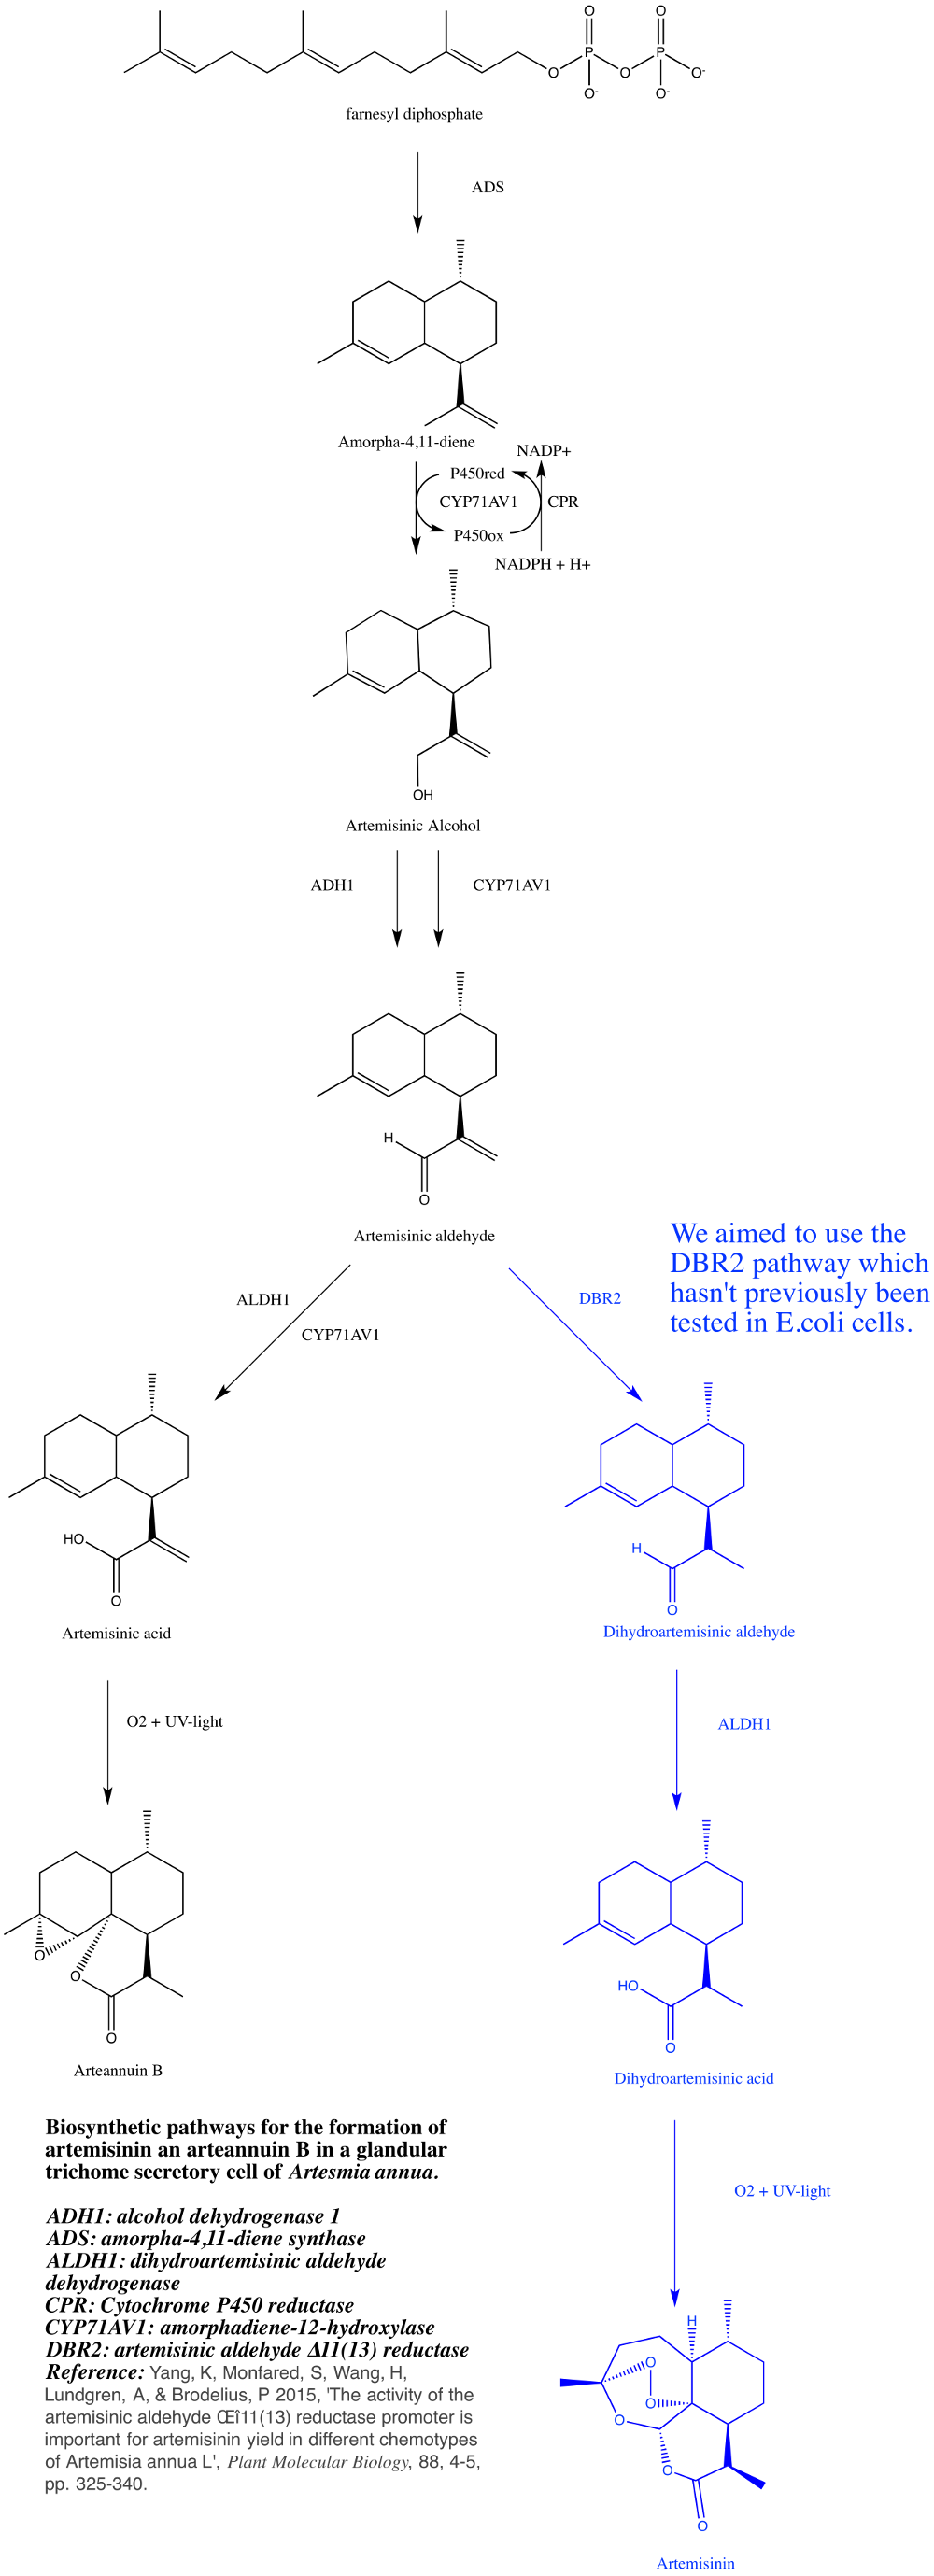 O O
P P
O O O-
O- O-
farnesyl diphosphate
ADS
Amorpha-4,11-diene
NADP+
P450red
CYP71AV1
CPR
P450ox
NADPH + H+
OH
Artemisinic Alcohol
ADH1
CYP71AV1
H
O
Artemisinic aldehyde
We aimed to use the
DBR2 pathway which
hasn't previously been
tested in E.coli cells.
ALDH1
CYP71AV1
DBR2
HO
O
Artemisinic acid
H
O
Dihydroartemisinic aldehyde
O2 + UV-light
ALDH1
O
O
O
Arteannuin B
HO
O
Dihydroartemisinic acid
Biosynthetic pathways for the formation of
artemisinin an arteannuin B in a glandular
trichome secretory cell of Artesmia annua.
ADH1: alcohol dehydrogenase 1
ADS: amorpha-4,11-diene synthase
ALDH1: dihydroartemisinic aldehyde
dehydrogenase
CPR: Cytochrome P450 reductase
CYP71AV1: amorphadiene-12-hydroxylase
DBR2: artemisinic aldehyde Δ11(13) reductase
Reference: Yang, K, Monfared, S, Wang, H,
Lundgren, A, & Brodelius, P 2015, 'The activity of the
artemisinic aldehyde Œî11(13) reductase promoter is
important for artemisinin yield in different chemotypes
of Artemisia annua L', Plant Molecular Biology, 88, 4-5,
pp. 325-340.
O2 + UV-light
H
O
O
O
O
O
Artemisinin